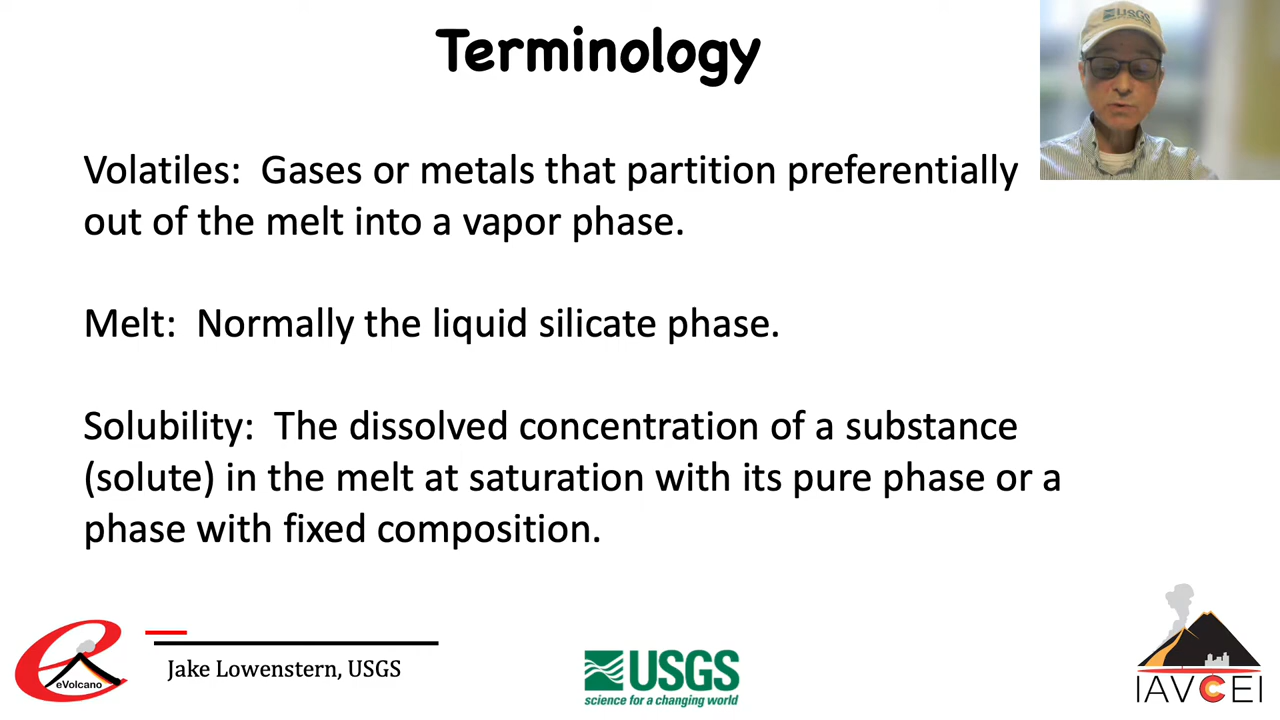 Terminology
USGS
Volatiles: Gases or metals that partition preferentially
out of the melt into a vapor phase.
Melt: Normally the liquid silicate phase.
Solubility: The dissolved concentration of a substance
(solute) in the melt at saturation with its pure phase or a
phase with fixed composition.
eVolcano
Jake Lowenstern, USGS
USGS
science for a changing world
IAVCEI